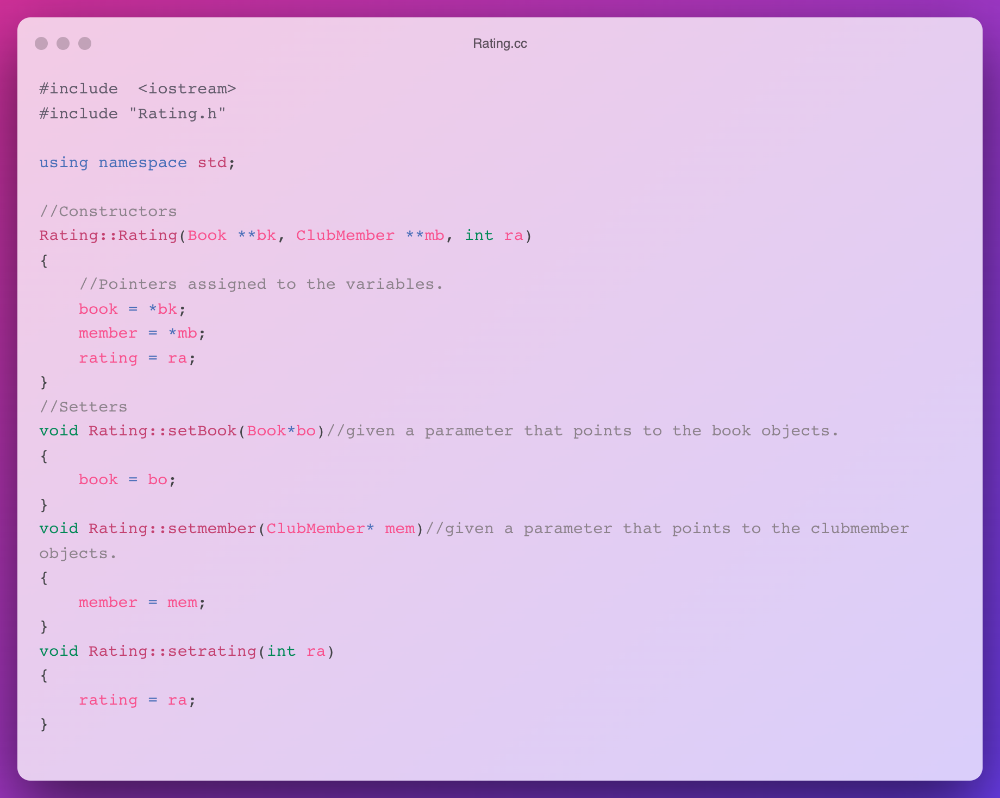 Rating.cc
#include  <iostream>
#include "Rating.h"
using namespace std;
//Constructors
Rating::Rating(Book **bk, ClubMember **mb, int ra)
{
    //Pointers assigned to the variables.
    book = *bk;
    member = *mb;
    rating = ra;
}
//Setters
void Rating::setBook(Book*bo)//given a parameter that points to the book objects.
{
    book = bo;
}
void Rating::setmember(ClubMember* mem)//given a parameter that points to the clubmember
objects.
{
    member = mem;
}
void Rating::setrating(int ra)
{
    rating = ra;
}